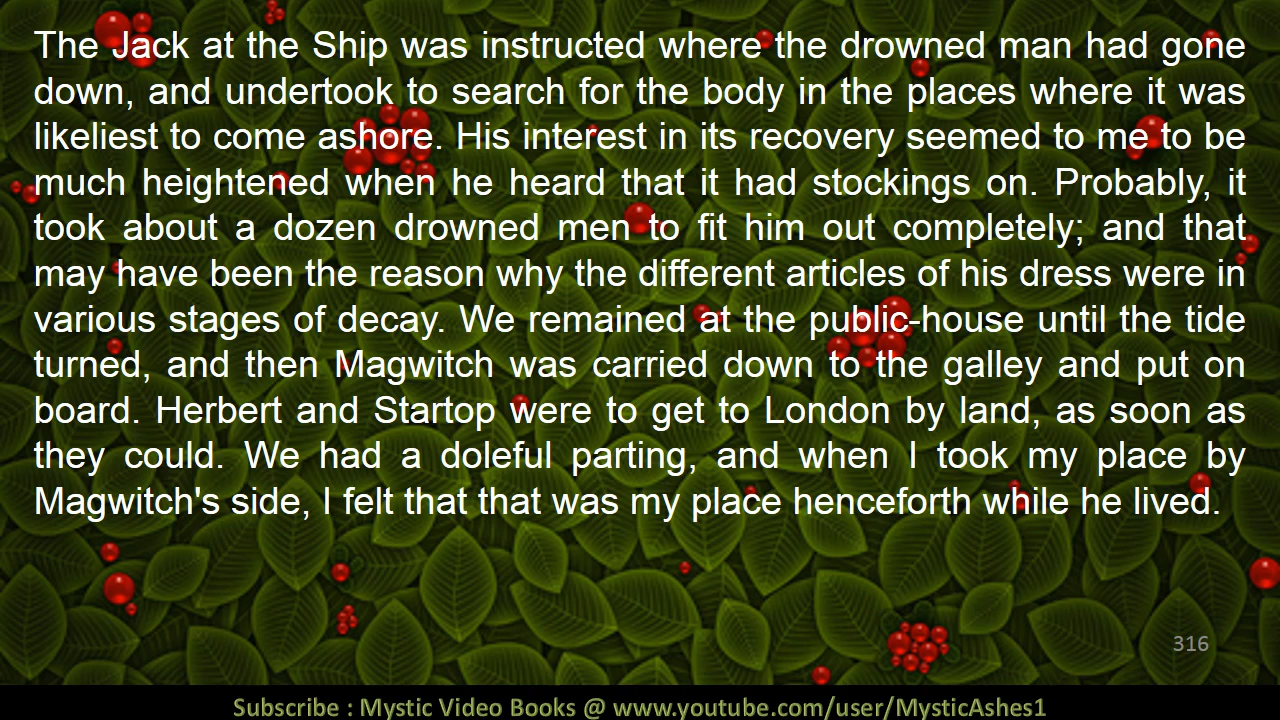 The Jack at the Ship was instructed where the drowned man had gone
down, and undertook to search for the body in the places where it was
likeliest to come ashore. His interest in its recovery seemed to me to be
much heightened when he heard that it had stockings on. Probably, it
took about a dozen drowned men to fit him out completely; and that
may have been the reason why the different articles of his dress were in
various stages of decay. We remained at the public-house until the tide
turned, and then Magwitch was carried down to the galley and put on
board. Herbert and Startop were to get to London by land, as soon as
they could. We had a doleful parting, and when I took my place by
Magwitch's side, I felt that that was my place henceforth while he lived.
316
Subscribe : Mystic Video Books @ www.youtube.com/user/MysticAshes1